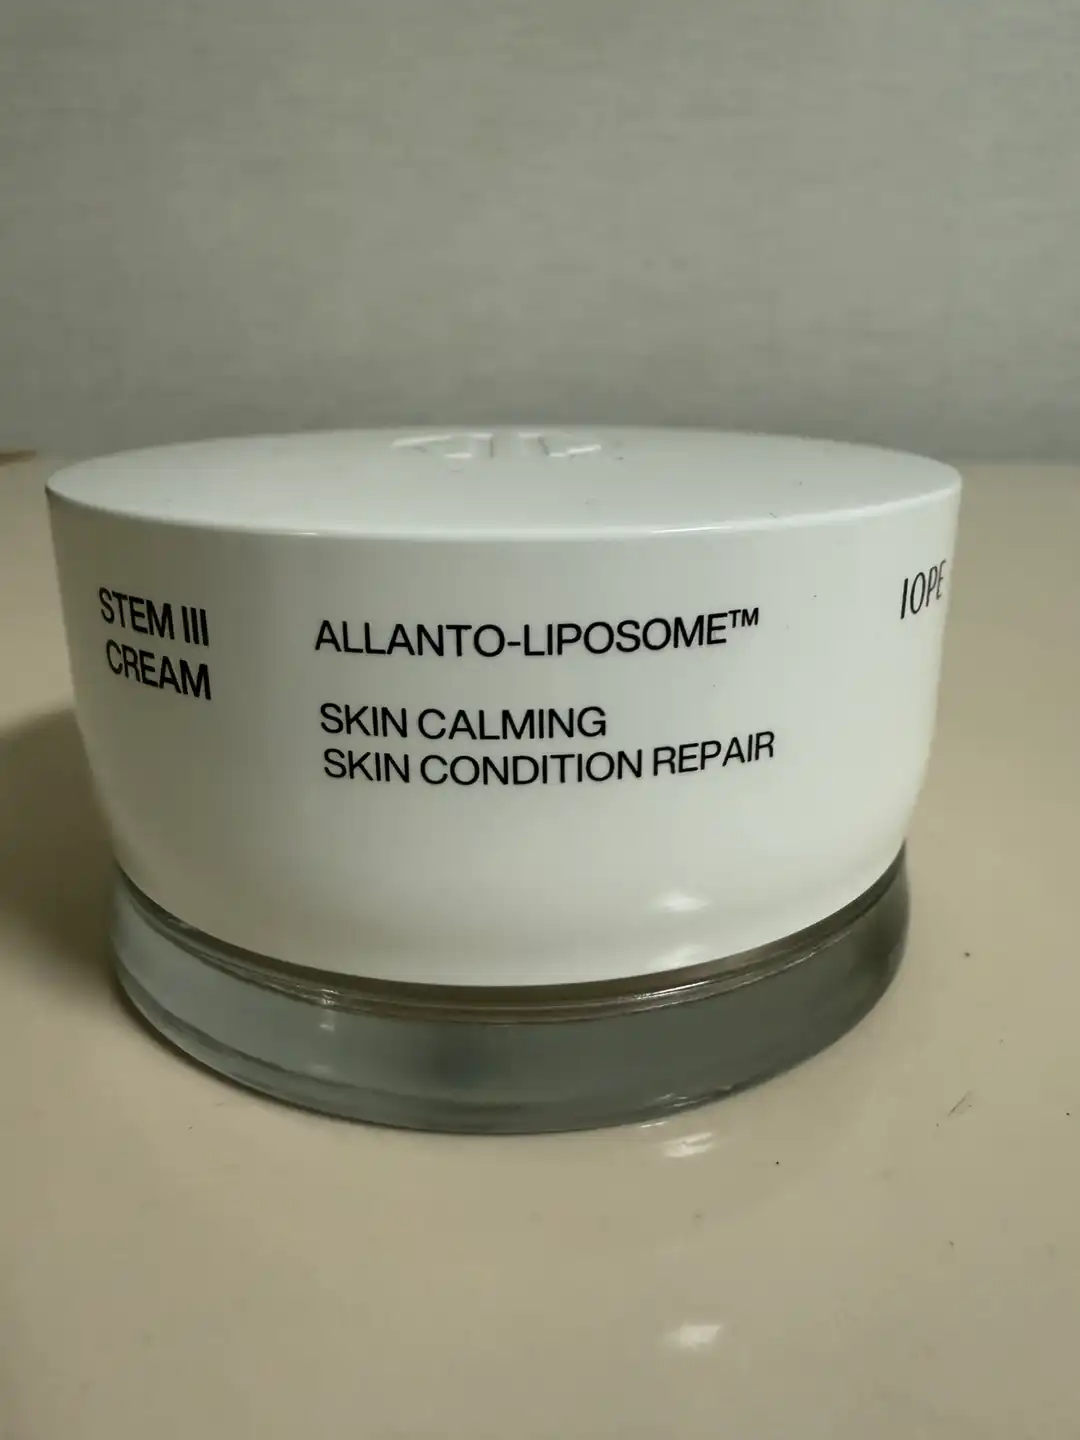 STEM III
CREAM
ALLANTO-LIPOSOME™
SKIN CALMING
SKIN CONDITION REPAIR
IOPE